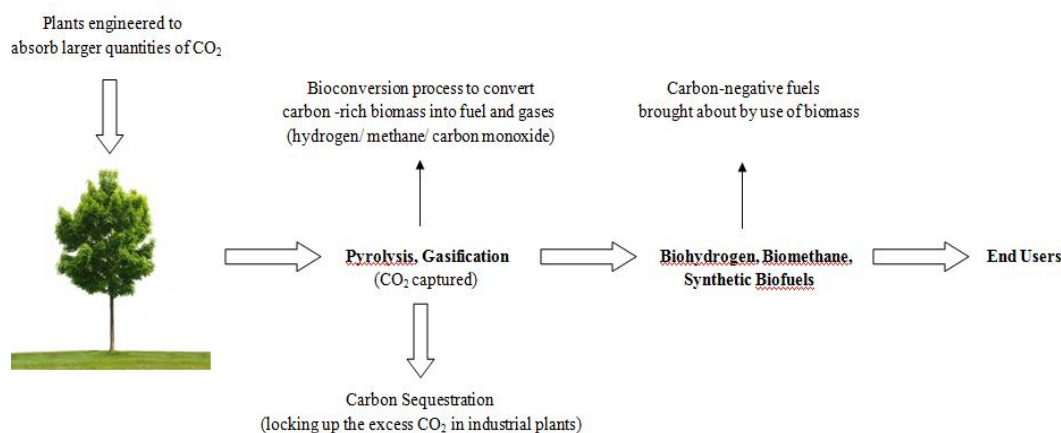 Plants engineered to
absorb larger quantities of CO₂
Bioconversion process to convert
carbon -rich biomass into fuel and gases
(hydrogen/ methane/ carbon monoxide)
Carbon-negative fuels
brought about by use of biomass
Pyrolysis, Gasification
(CO₂ captured)
Biohydrogen, Biomethane,
Synthetic Biofuels
End Users
Carbon Sequestration
(locking up the excess CO₂ in industrial plants)